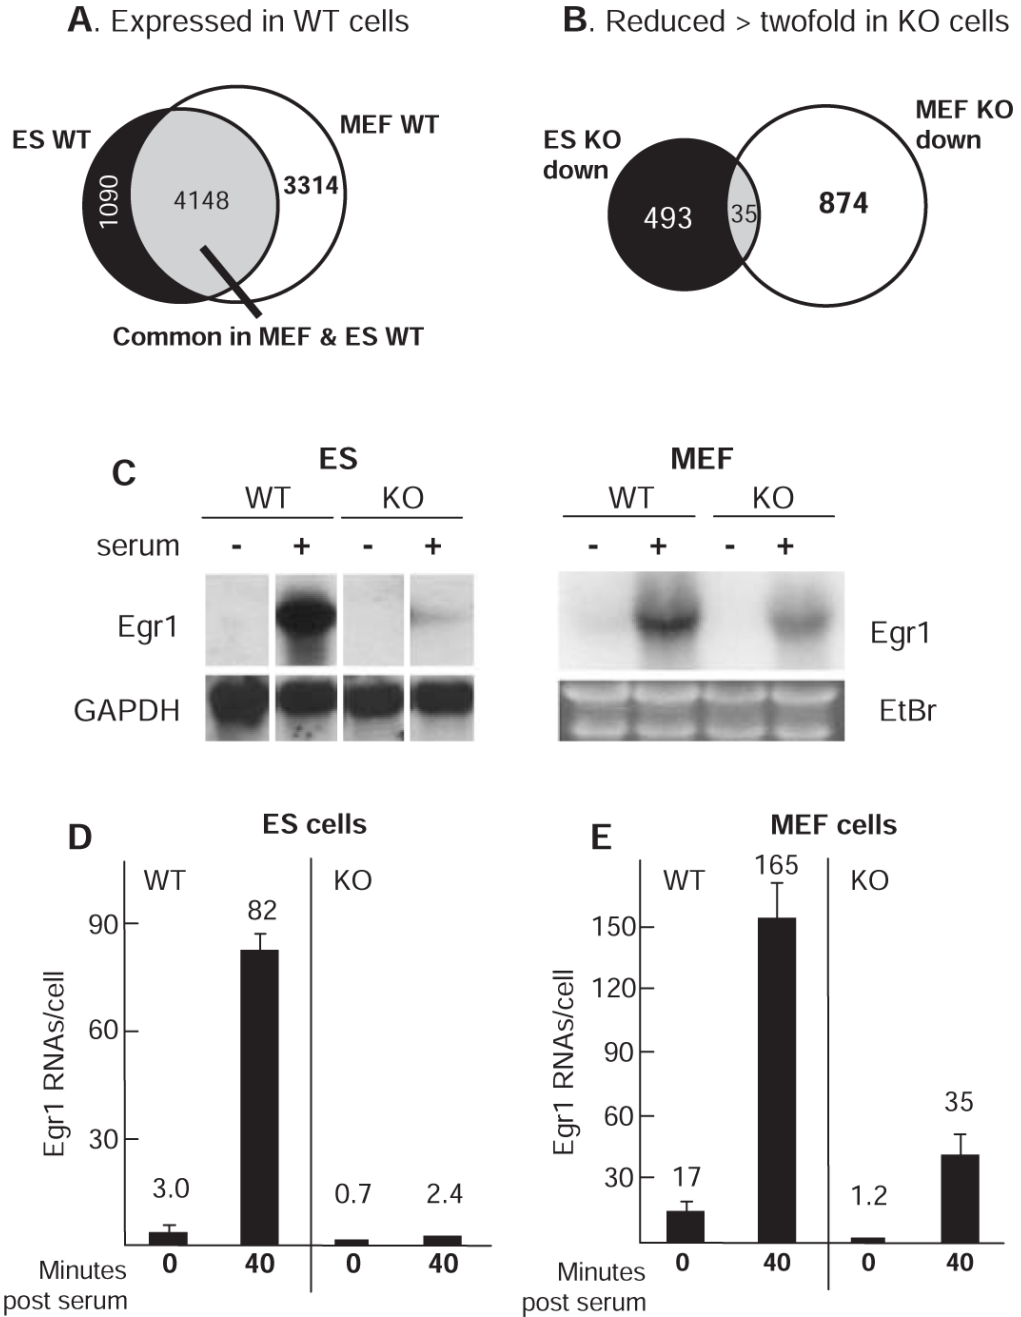 A. Expressed in WT cells
ES WT
MEF WT
1090
4148
3314
Common in MEF & ES WT
B. Reduced > twofold in KO cells
ES KO
down
MEF KO
down
493
35
874
C
ES
WT KO
serum - + - +
Egr1
GAPDH
MEF
WT KO
- + - +
Egr1
EtBr
D
ES cells
WT
KO
Egr1 RNAs/cell
90
60
30
3.0
82
0.7
2.4
0 40 0 40
Minutes
post serum
E
MEF cells
WT
KO
Egr1 RNAs/cell
150
120
90
60
30
17
165
1.2
35
0 40 0 40
Minutes
post serum